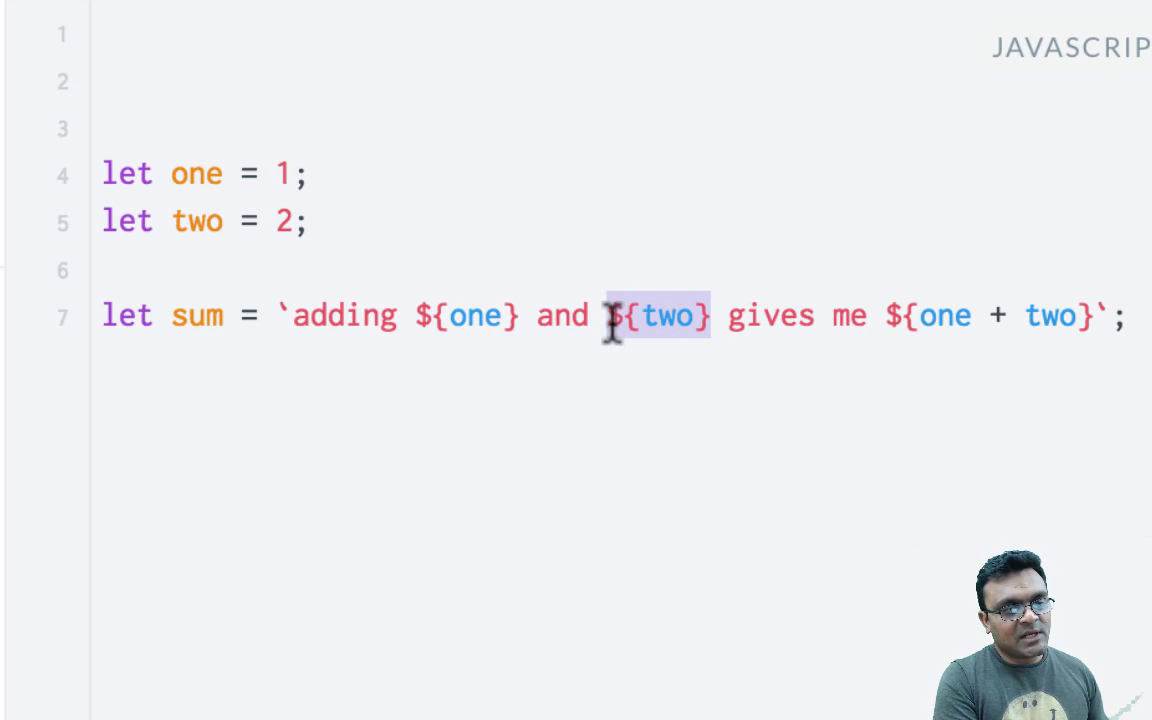 1
JAVASCRIP
2
3
4 let one = 1;
5 let two = 2;
6
7 let sum = `adding ${one} and ${two} gives me ${one + two}`;